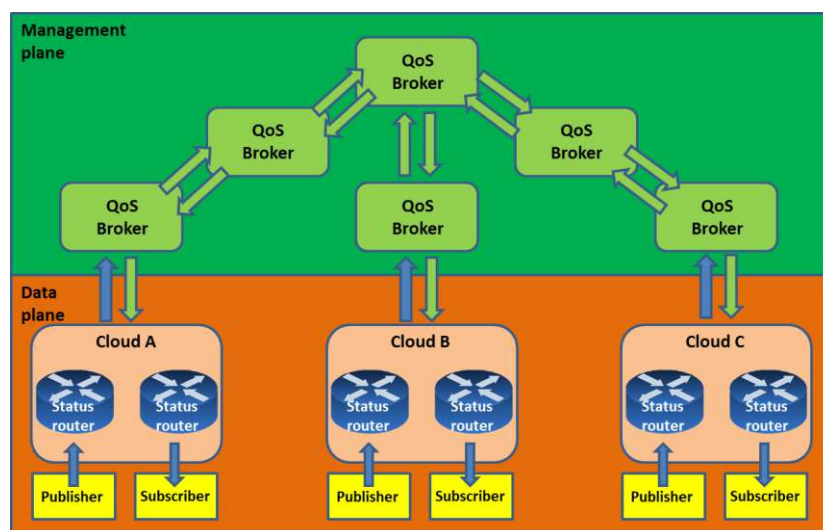 Management
plane
QoS
Broker
QoS
Broker
QoS
Broker
QoS
Broker
QoS
Broker
QoS
Broker
Data
plane
Cloud A
Cloud B
Cloud C
Status
router
Status
router
Status
router
Status
router
Status
router
Status
router
Publisher
Subscriber
Publisher
Subscriber
Publisher
Subscriber